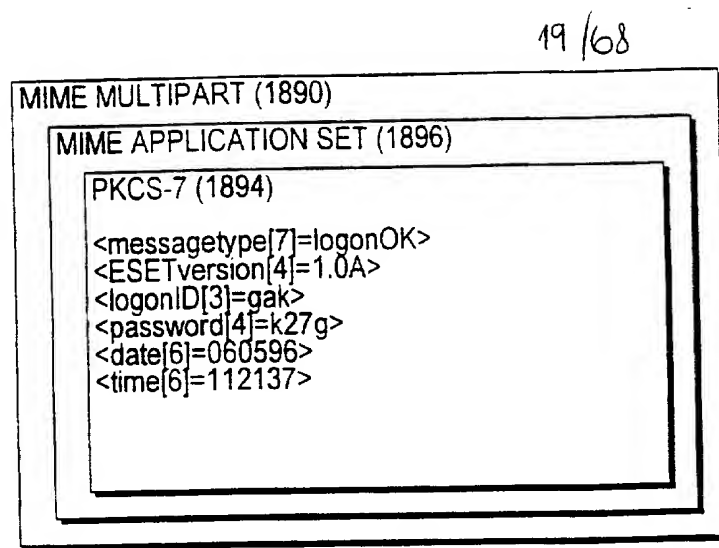 19/68
MIME MULTIPART (1890)
MIME APPLICATION SET (1896)
PKCS-7 (1894)
<messagetype[7]=logonOK>
<ESETversion[4]=1.0A>
<logonID[3]=gak>
<password[4]=k27g>
<date[6]=060596>
<time[6]=112137>